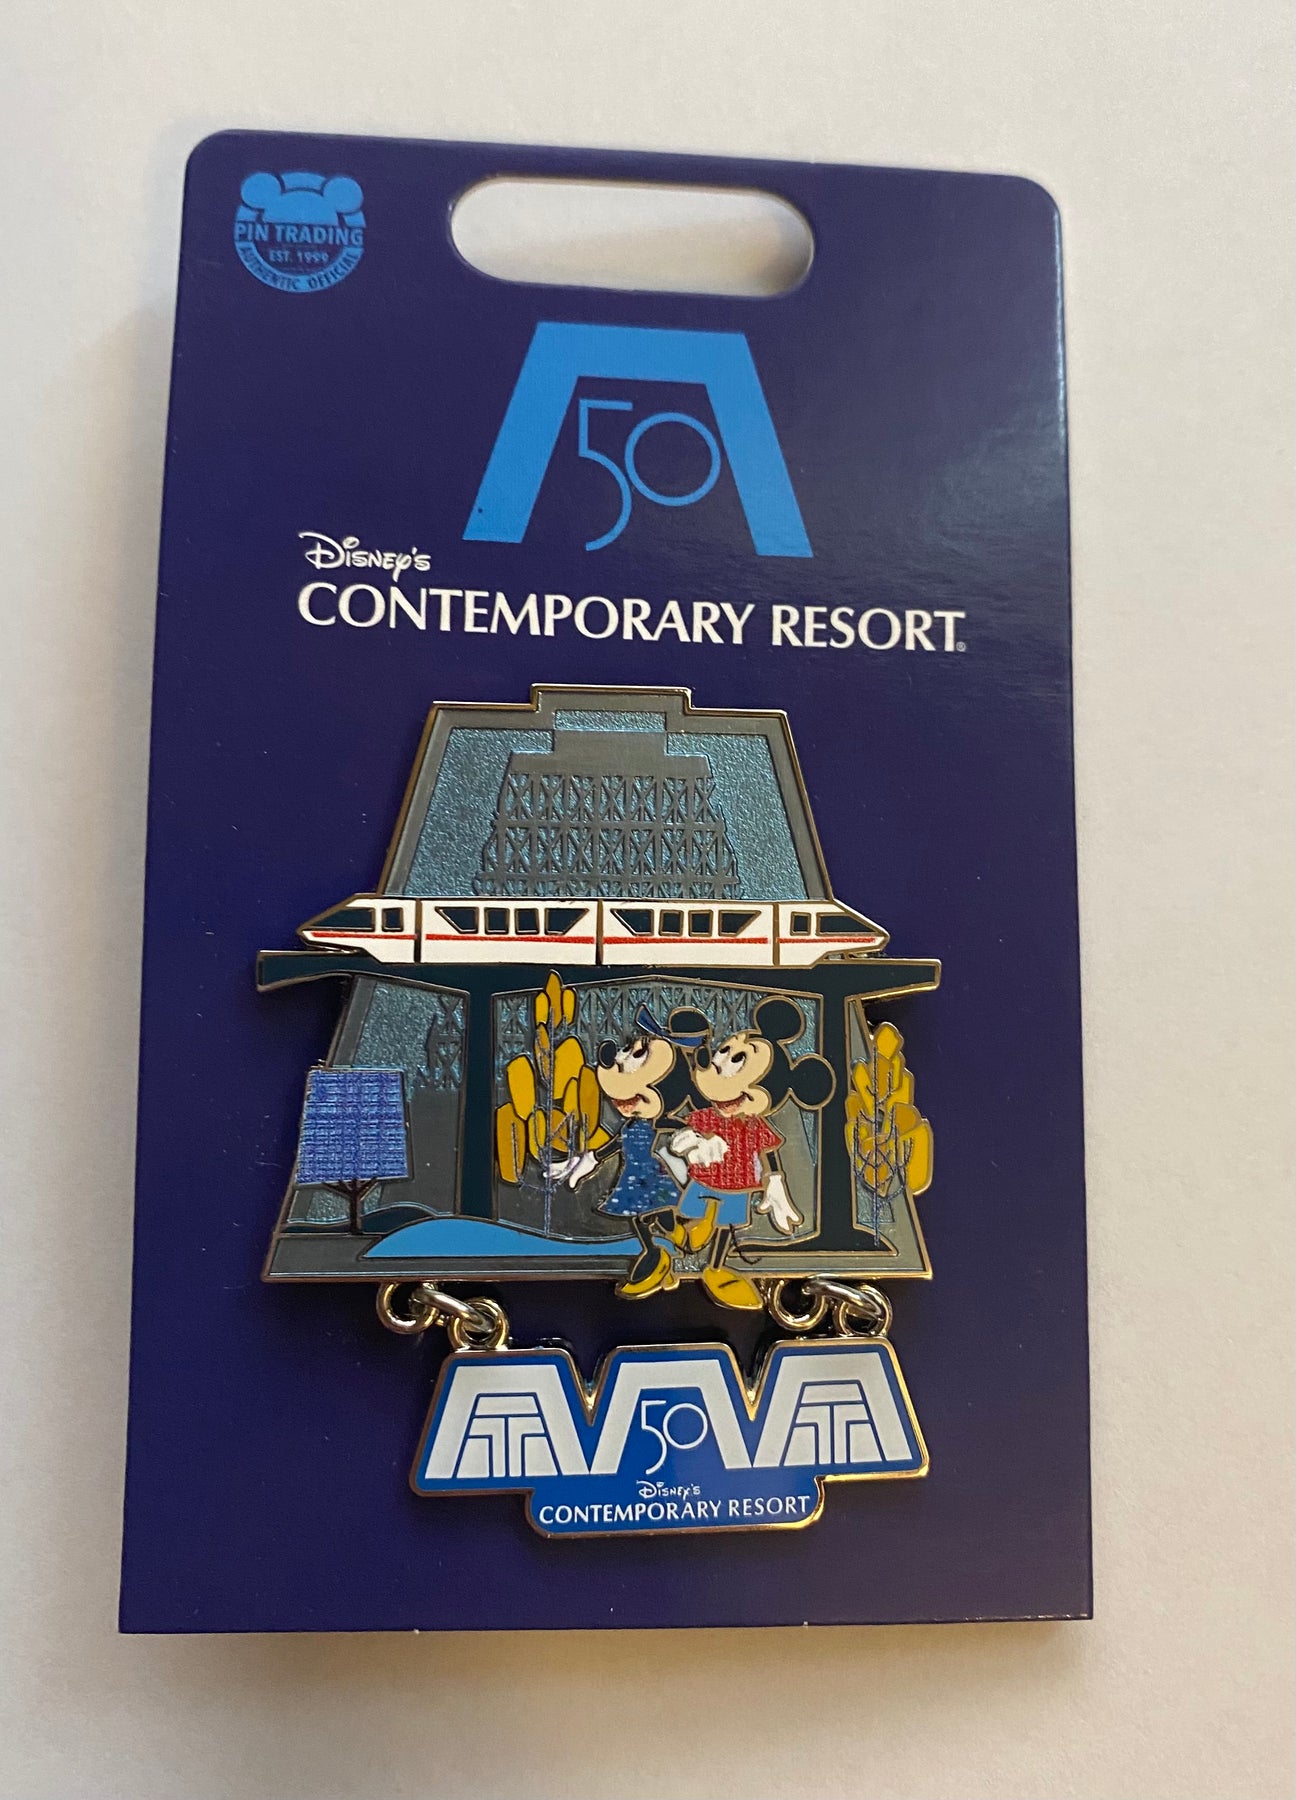 PIN TRADING
EST. 1999
AUTHENTIC OFFICIAL
50
Disney's
CONTEMPORARY RESORT®
50
Disney's
CONTEMPORARY RESORT